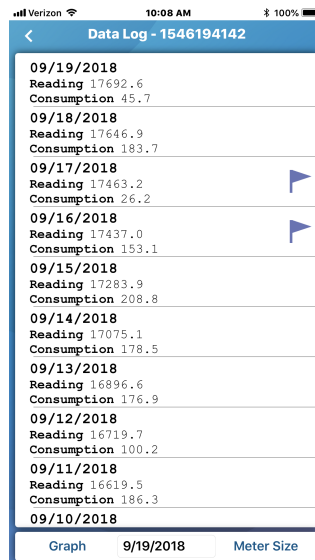 Verizon 10:08 AM 100%
Data Log - 1546194142
09/19/2018
Reading 17692.6
Consumption 45.7
09/18/2018
Reading 17646.9
Consumption 183.7
09/17/2018
Reading 17463.2
Consumption 26.2
09/16/2018
Reading 17437.0
Consumption 153.1
09/15/2018
Reading 17283.9
Consumption 208.8
09/14/2018
Reading 17075.1
Consumption 178.5
09/13/2018
Reading 16896.6
Consumption 176.9
09/12/2018
Reading 16719.7
Consumption 100.2
09/11/2018
Reading 16619.5
Consumption 186.3
09/10/2018
Graph 9/19/2018 Meter Size